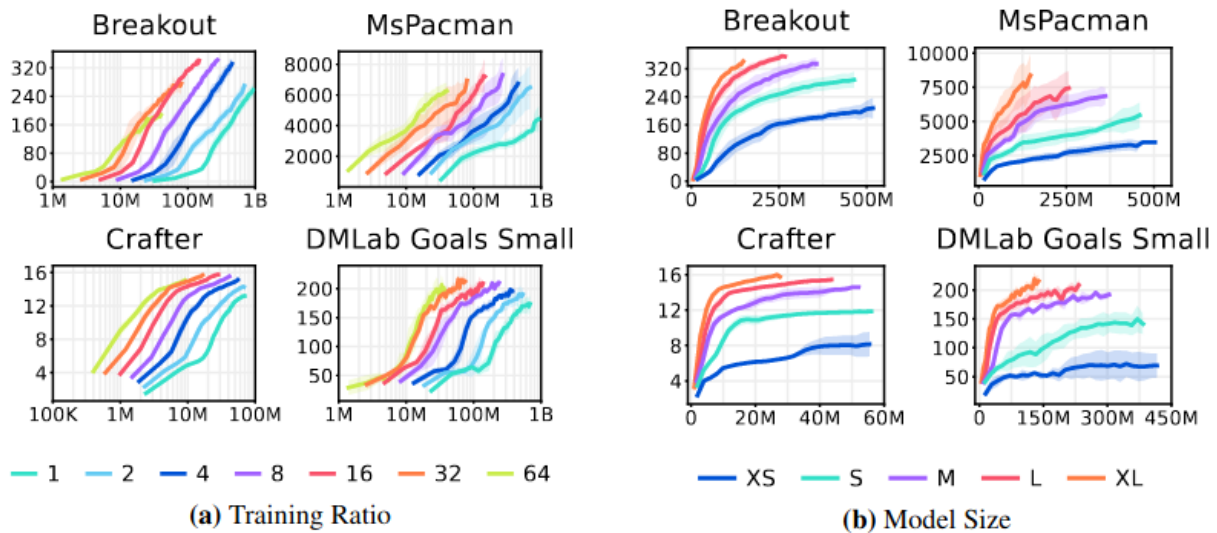 Breakout
320
240
160
80
0
1M 10M 100M 1B
MsPacman
8000
6000
4000
2000
1M 10M 100M 1B
Crafter
16
12
8
4
100K 1M 10M 100M
DMLab Goals Small
200
150
100
50
1M 10M 100M 1B
1 2 4 8 16 32 64
(a) Training Ratio
Breakout
320
240
160
80
0
0 250M 500M
MsPacman
10000
7500
5000
2500
0 250M 500M
Crafter
16
12
8
4
0 20M 40M 60M
DMLab Goals Small
200
150
100
50
0 150M 300M 450M
XS S M L XL
(b) Model Size